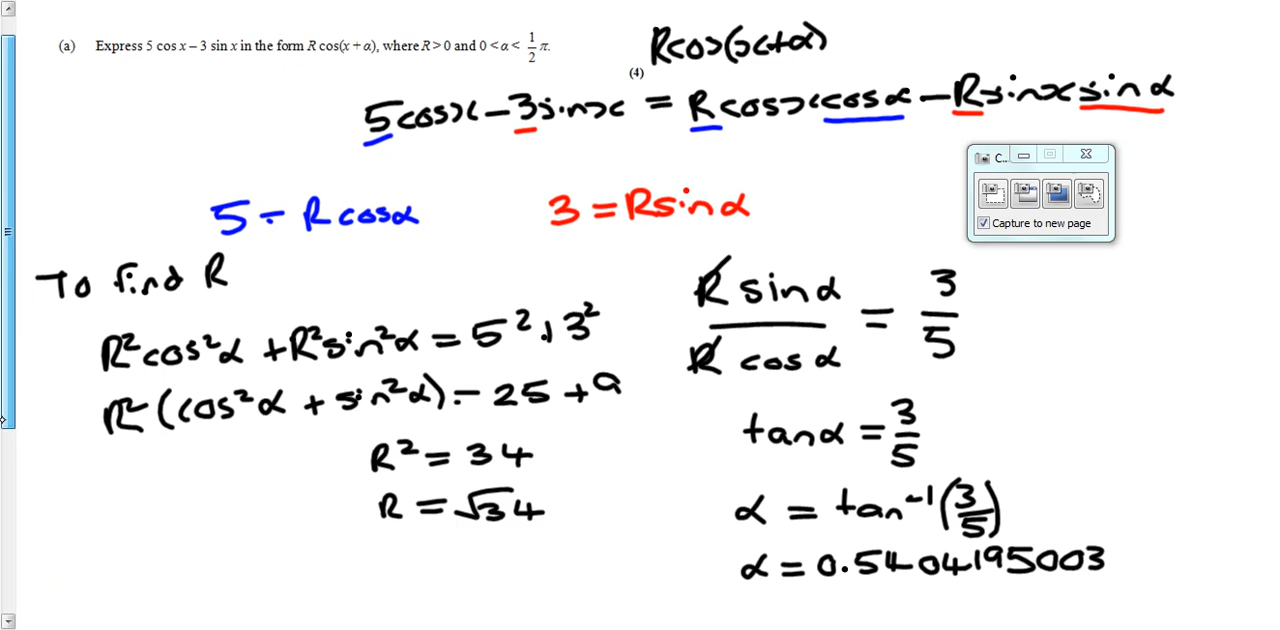 (a) Express 5 cos x – 3 sin x in the form R cos(x + α), where R > 0 and 0 < α < 1/2 π.
(4)
Rcos(x+α)
5cosx - 3sinx = Rcosxcosα - Rsinxsinα
C...
Capture to new page
5 = Rcosα
3 = Rsinα
To find R
R²cos²α + R²sin²α = 5² + 3²
R²(cos²α + sin²α) = 25 + 9
R² = 34
R = √34
R sinα / R cosα = 3/5
tanα = 3/5
α = tan⁻¹(3/5)
α = 0.5404195003